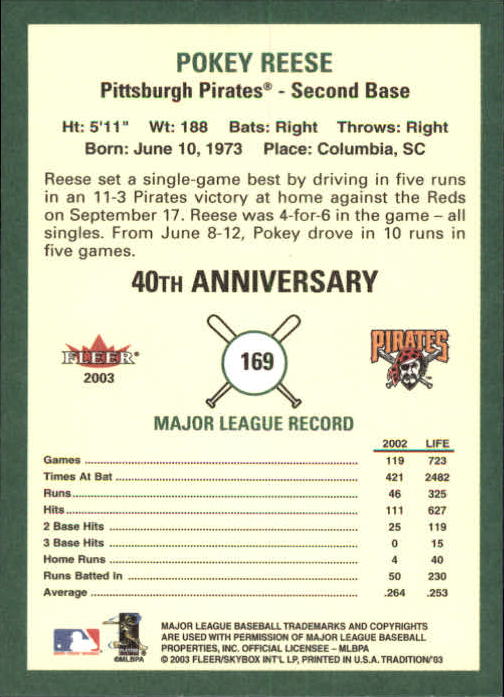 POKEY REESE
Pittsburgh Pirates® - Second Base
Ht: 5'11" Wt: 188 Bats: Right Throws: Right
Born: June 10, 1973 Place: Columbia, SC
Reese set a single-game best by driving in five runs
in an 11-3 Pirates victory at home against the Reds
on September 17. Reese was 4-for-6 in the game – all
singles. From June 8-12, Pokey drove in 10 runs in
five games.
40TH ANNIVERSARY
FLEER®
2003
169
PIRATES
MAJOR LEAGUE RECORD
2002 LIFE
Games 119 723
Times At Bat 421 2482
Runs 46 325
Hits 111 627
2 Base Hits 25 119
3 Base Hits 0 15
Home Runs 4 40
Runs Batted In 50 230
Average .264 .253
PLAYERS
©MLBPA
MAJOR LEAGUE BASEBALL TRADEMARKS AND COPYRIGHTS
ARE USED WITH PERMISSION OF MAJOR LEAGUE BASEBALL
PROPERTIES, INC. OFFICIAL LICENSEE – MLBPA
© 2003 FLEER/SKYBOX INT'L LP, PRINTED IN U.S.A. TRADITION/'03